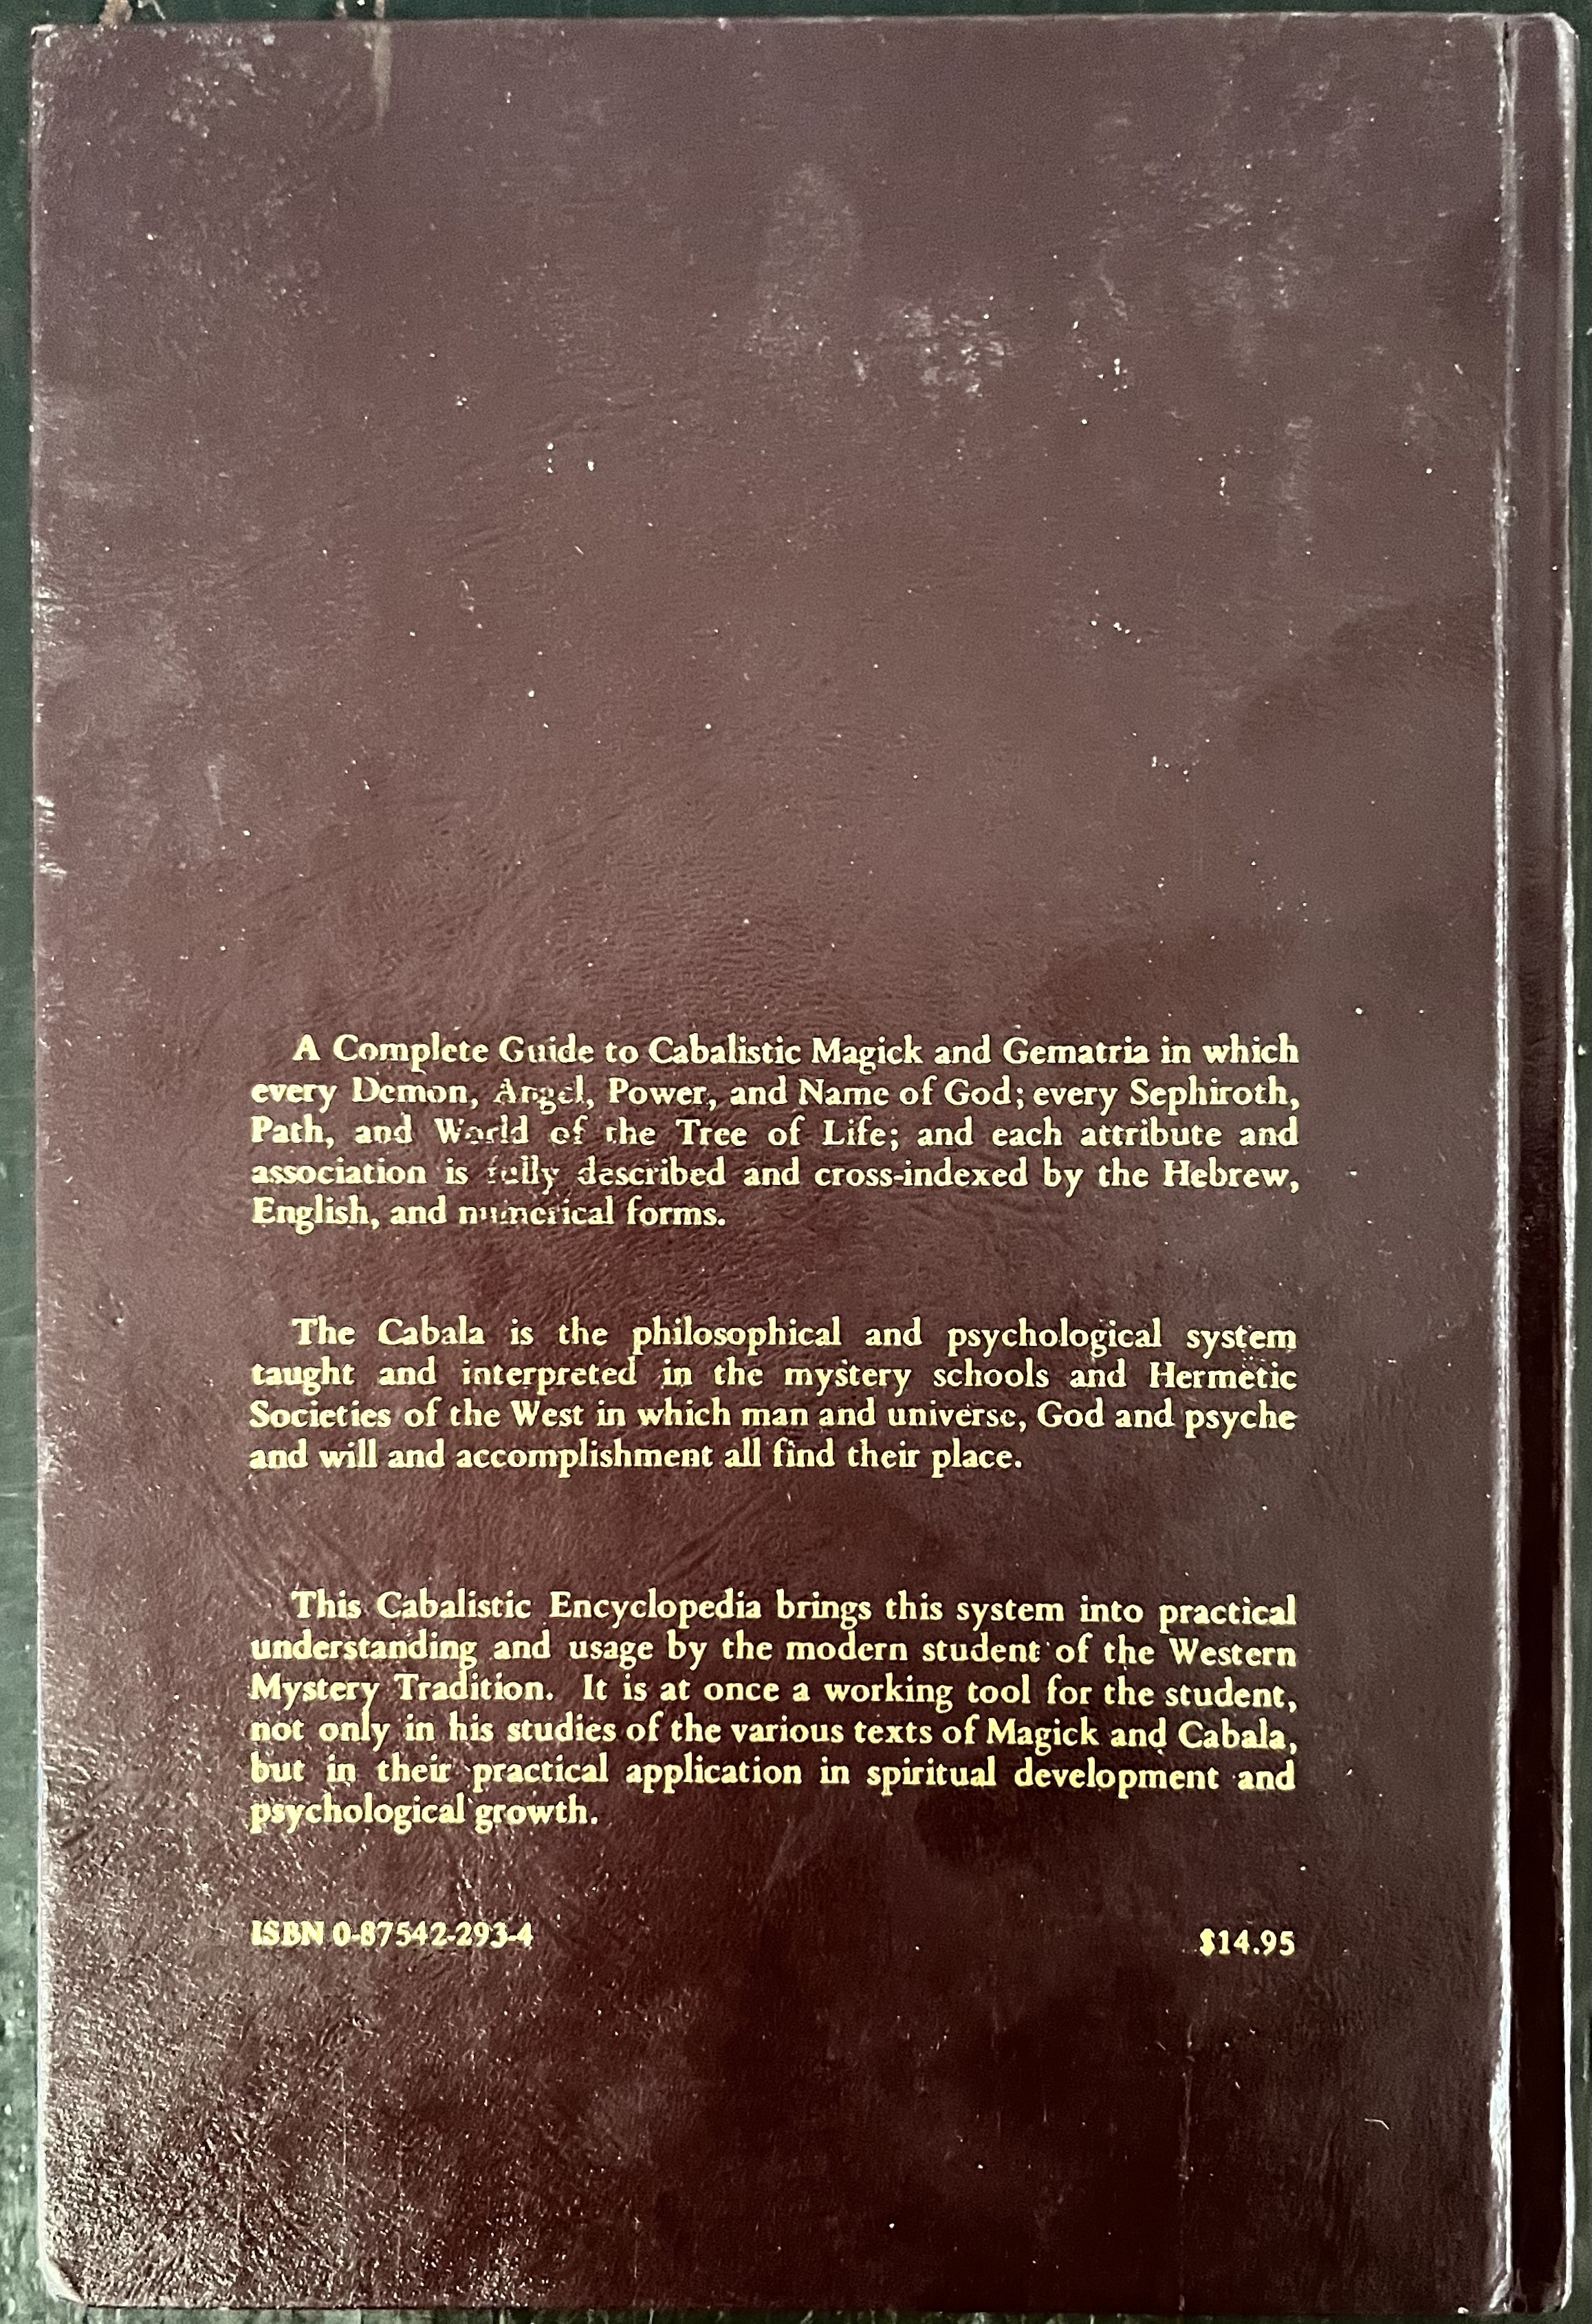 A Complete Guide to Cabalistic Magick and Gematria in which
every Demon, Angel, Power, and Name of God; every Sephiroth,
Path, and World of the Tree of Life; and each attribute and
association is fully described and cross-indexed by the Hebrew,
English, and numerical forms.
The Cabala is the philosophical and psychological system
taught and interpreted in the mystery schools and Hermetic
Societies of the West in which man and universe, God and psyche
and will and accomplishment all find their place.
This Cabalistic Encyclopedia brings this system into practical
understanding and usage by the modern student of the Western
Mystery Tradition. It is at once a working tool for the student,
not only in his studies of the various texts of Magick and Cabala,
but in their practical application in spiritual development and
psychological growth.
ISBN 0-87542-293-4
$14.95